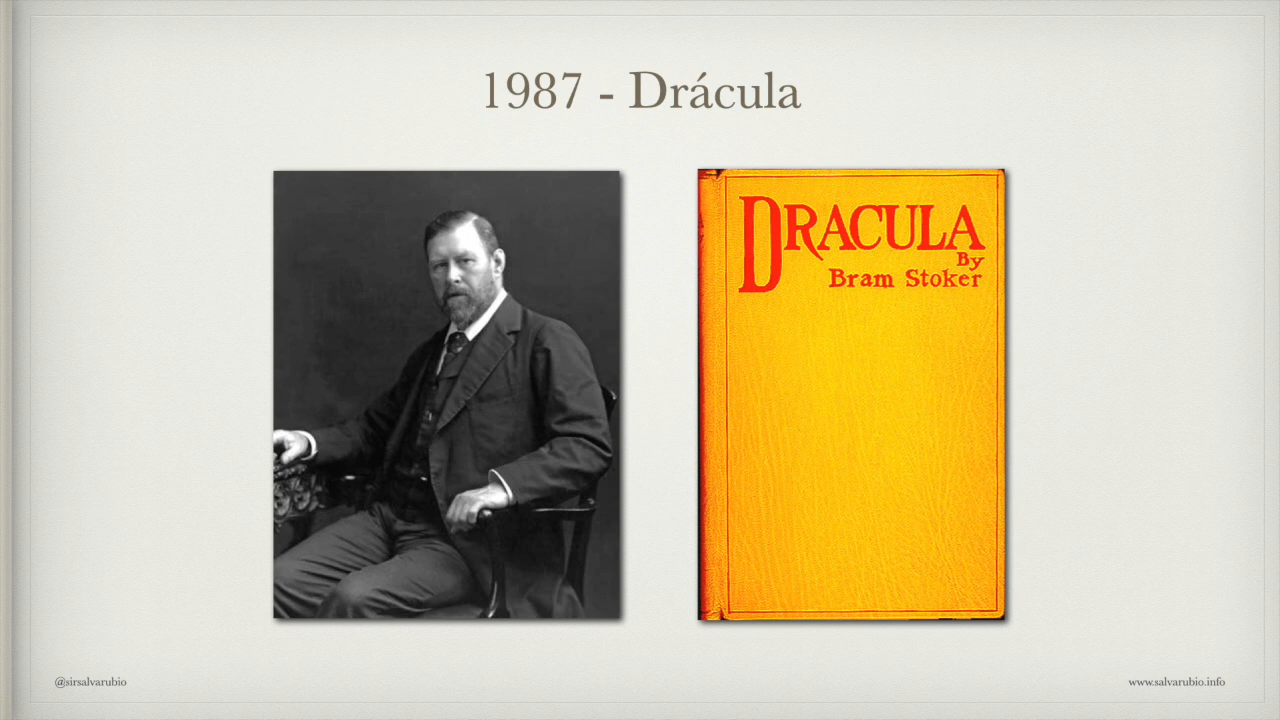 1987 - Drácula
DRACULA
By
Bram Stoker
@sirsalvarubio
www.salvarubio.info